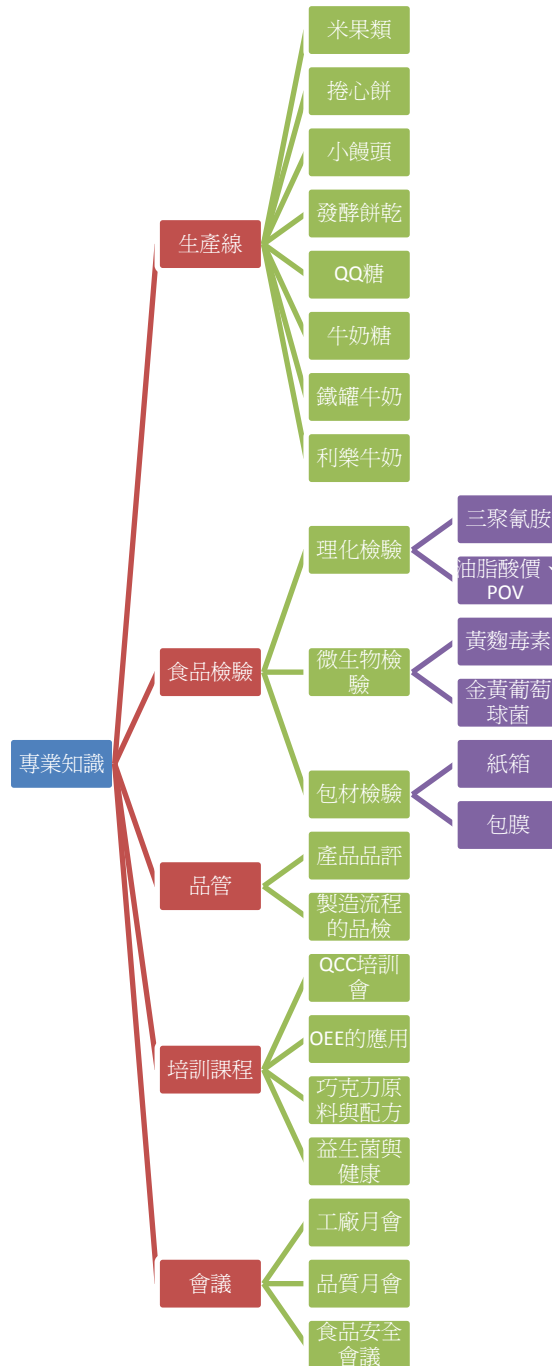 專業知識
生產線
米果類
捲心餅
小饅頭
發酵餅乾
QQ糖
牛奶糖
鐵罐牛奶
利樂牛奶
食品檢驗
理化檢驗
三聚氰胺
油脂酸價、
POV
微生物檢
驗
黃麴毒素
金黃葡萄
球菌
包材檢驗
紙箱
包膜
品管
產品品評
製造流程
的品檢
培訓課程
QCC培訓
會
OEE的應用
巧克力原
料與配方
益生菌與
健康
會議
工廠月會
品質月會
食品安全
會議